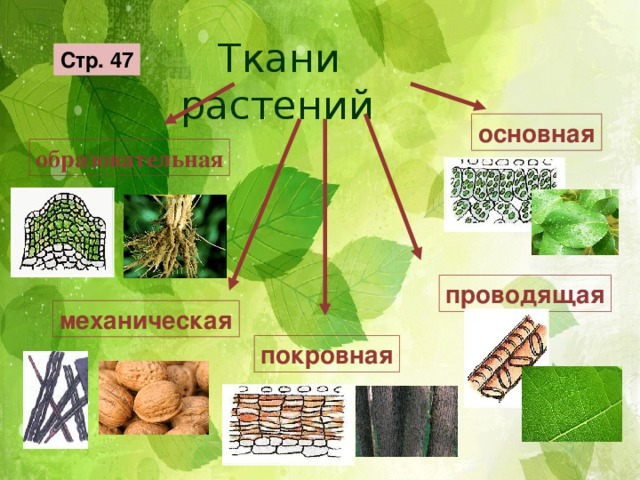 Стр. 47
Ткани
растений
основная
образовательная
проводящая
механическая
покровная